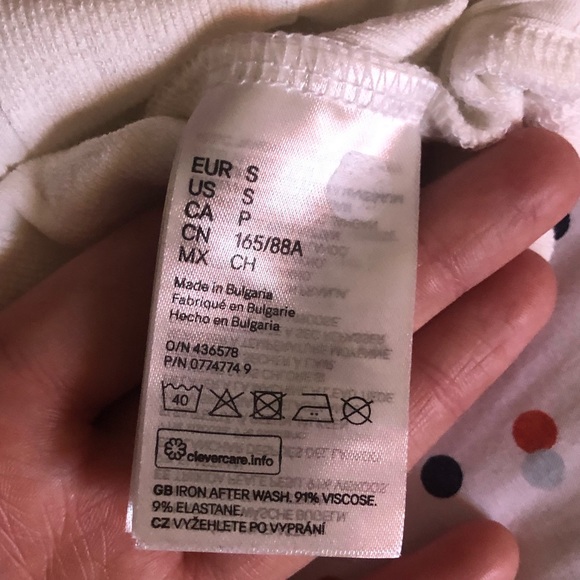 EUR S
US S
CA P
CN 165/88A
MX CH
Made in Bulgaria
Fabriqué en Bulgarie
Hecho en Bulgaria
O/N 436578
P/N 0774774 9
40
clevercare.info
GB IRON AFTER WASH. 91% VISCOSE.
9% ELASTANE.
CZ VYŽEHLETE PO VYPRÁNÍ